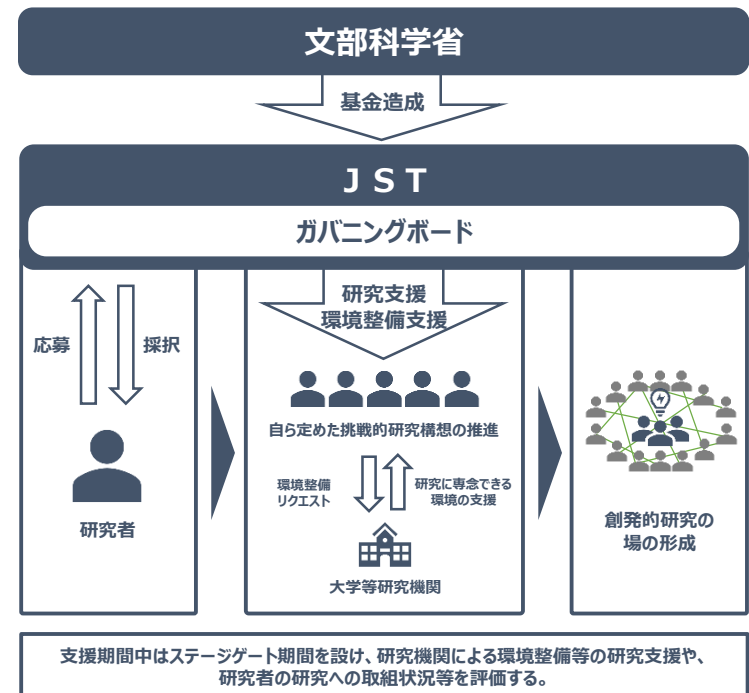 文部科学省
基金造成
ＪＳＴ
ガバニングボード
応募
採択
研究者
研究支援
環境整備支援
自ら定めた挑戦的研究構想の推進
環境整備
リクエスト
研究に専念できる
環境の支援
大学等研究機関
創発的研究の
場の形成
支援期間中はステージゲート期間を設け、研究機関による環境整備等の研究支援や、
研究者の研究への取組状況等を評価する。